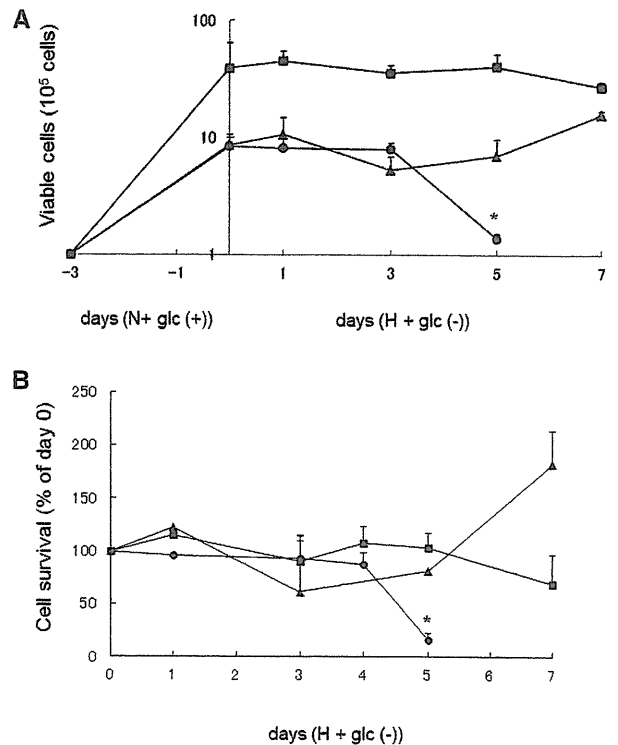 A
Viable cells (10⁵ cells)
100
10
1
-3 -1 1 3 5 7
*
days (N+ glc (+)) days (H + glc (-))
B
Cell survival (% of day 0)
250
200
150
100
50
0
*
0 1 2 3 4 5 6 7
days (H + glc (-))